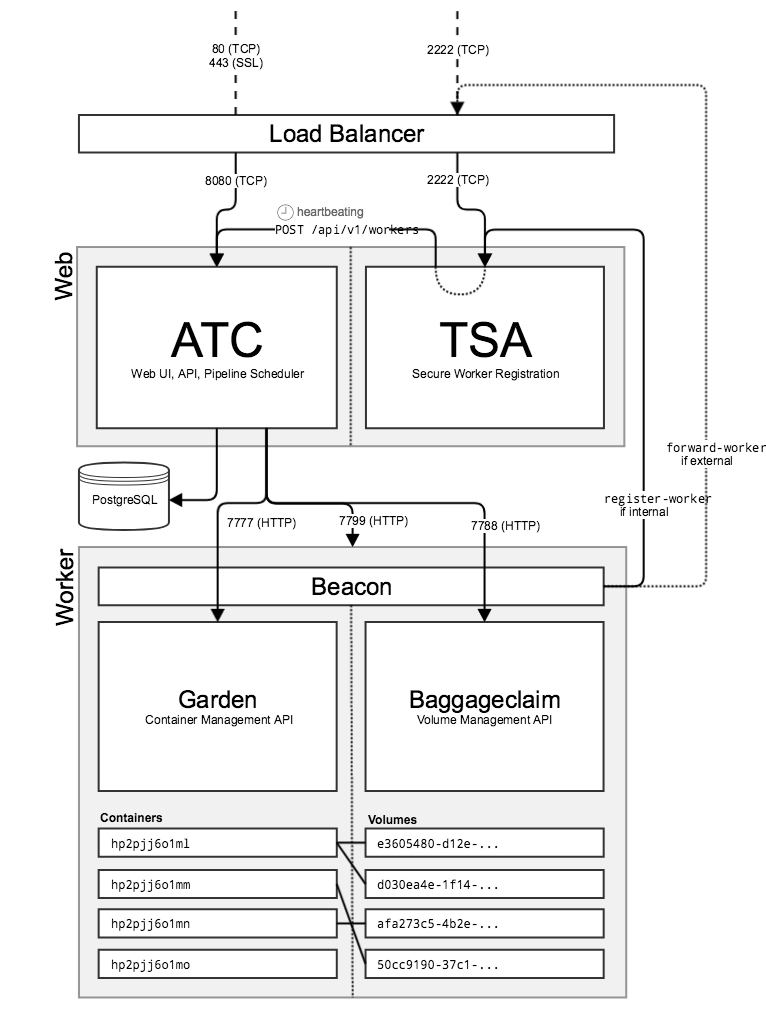 80 (TCP)
443 (SSL)
2222 (TCP)
Load Balancer
8080 (TCP)
2222 (TCP)
heartbeating
POST /api/v1/workers
Web
ATC
Web UI, API, Pipeline Scheduler
TSA
Secure Worker Registration
forward-worker
if external
PostgreSQL
register-worker
if internal
7777 (HTTP)
7799 (HTTP)
7788 (HTTP)
Worker
Beacon
Garden
Container Management API
Baggageclaim
Volume Management API
Containers
Volumes
hp2pjj6o1ml
e3605480-d12e-...
hp2pjj6o1mm
d030ea4e-1f14-...
hp2pjj6o1mn
afa273c5-4b2e-...
hp2pjj6o1mo
50cc9190-37c1-...